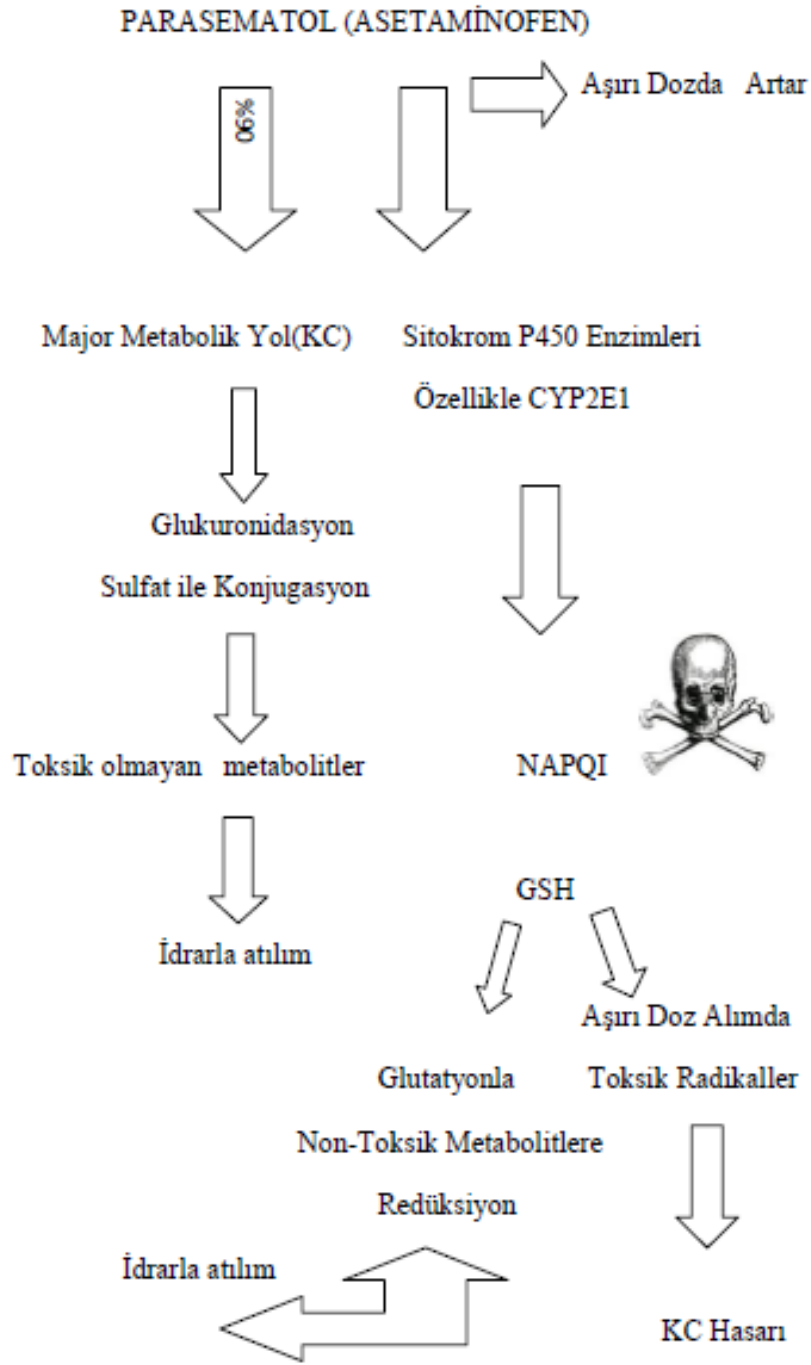 PARASEMATOL (ASETAMİNOFEN)
Aşırı Dozda Artar
%90
Major Metabolik Yol(KC)
Sitokrom P450 Enzimleri
Özellikle CYP2E1
Glukuronidasyon
Sulfat ile Konjugasyon
Toksik olmayan metabolitler
NAPQI
GSH
İdrarla atılım
Aşırı Doz Alımda
Glutatyonla
Toksik Radikaller
Non-Toksik Metabolitlere
Redüksiyon
İdrarla atılım
KC Hasarı